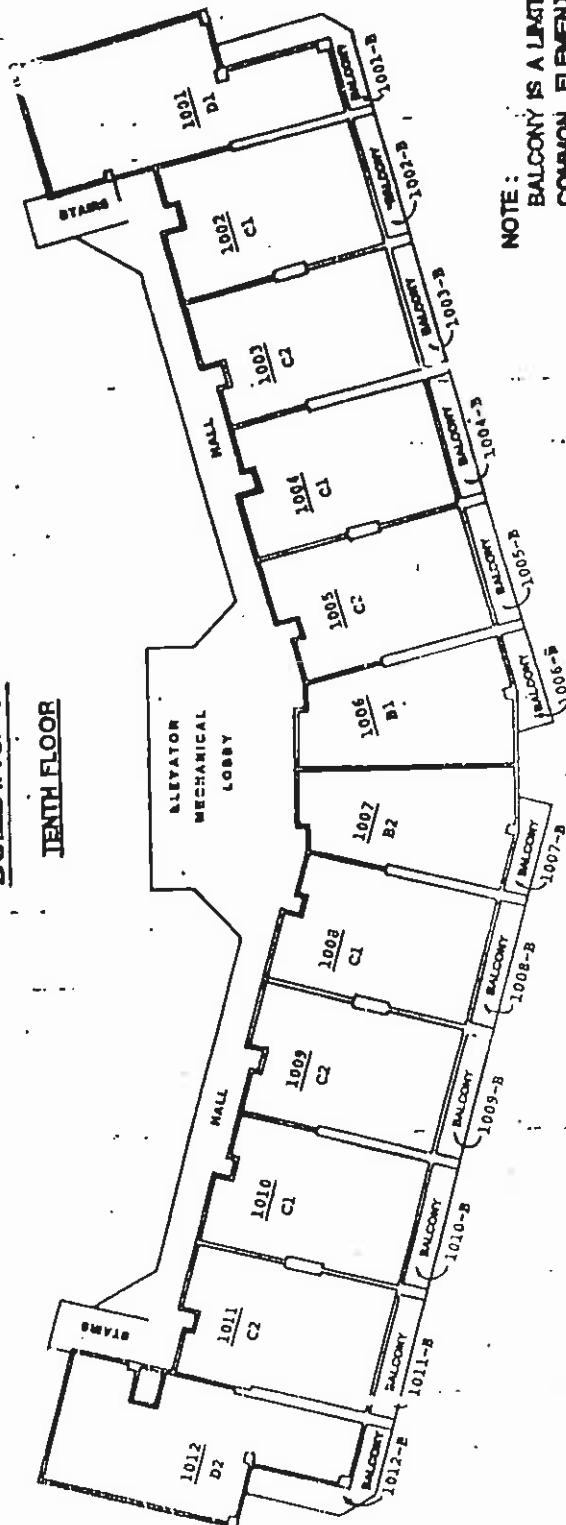 TENTH FLOOR
ELEVATOR
MECHANICAL
LOBBY
HALL
HALL
STAIRS
STAIRS
1012
D2
1011
C2
1010
C1
1009
C2
1008
C1
1007
B2
1006
B1
1005
C2
1004
C1
1003
C2
1002
C1
1001
D1
BALCONY
1012-B
BALCONY
1011-B
BALCONY
1010-B
BALCONY
1009-B
BALCONY
1008-B
BALCONY
1007-B
BALCONY
1006-B
BALCONY
1005-B
BALCONY
1004-B
BALCONY
1003-B
BALCONY
1002-B
BALCONY
1001-B
NOTE:
BALCONY IS A LIMIT
COMMON ELEMEN